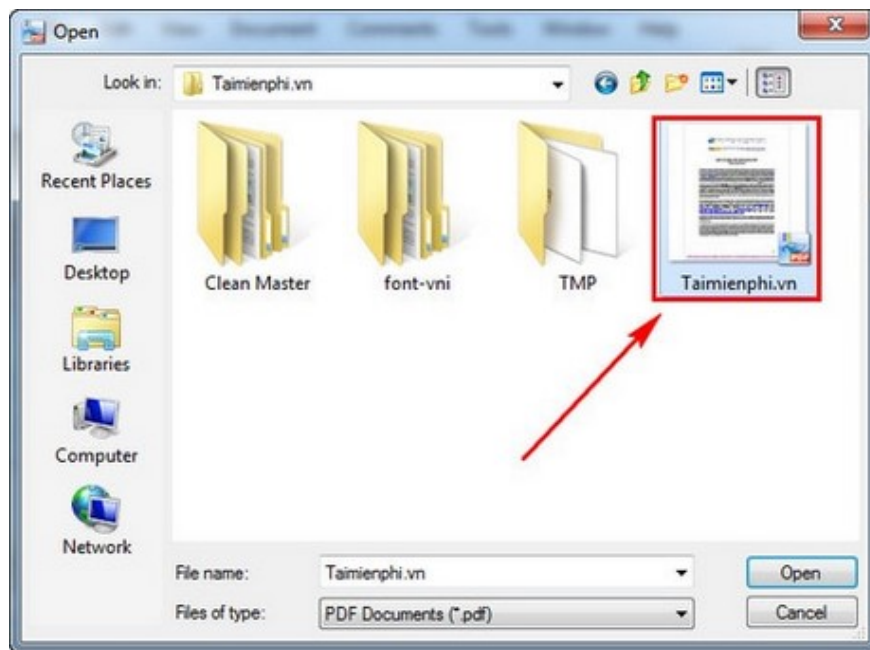 Open
Look in: Taimienphi.vn
Recent Places
Desktop
Libraries
Computer
Network
Clean Master font-vni TMP Taimienphi.vn
PDF
File name: Taimienphi.vn Open
Files of type: PDF Documents (*.pdf) Cancel